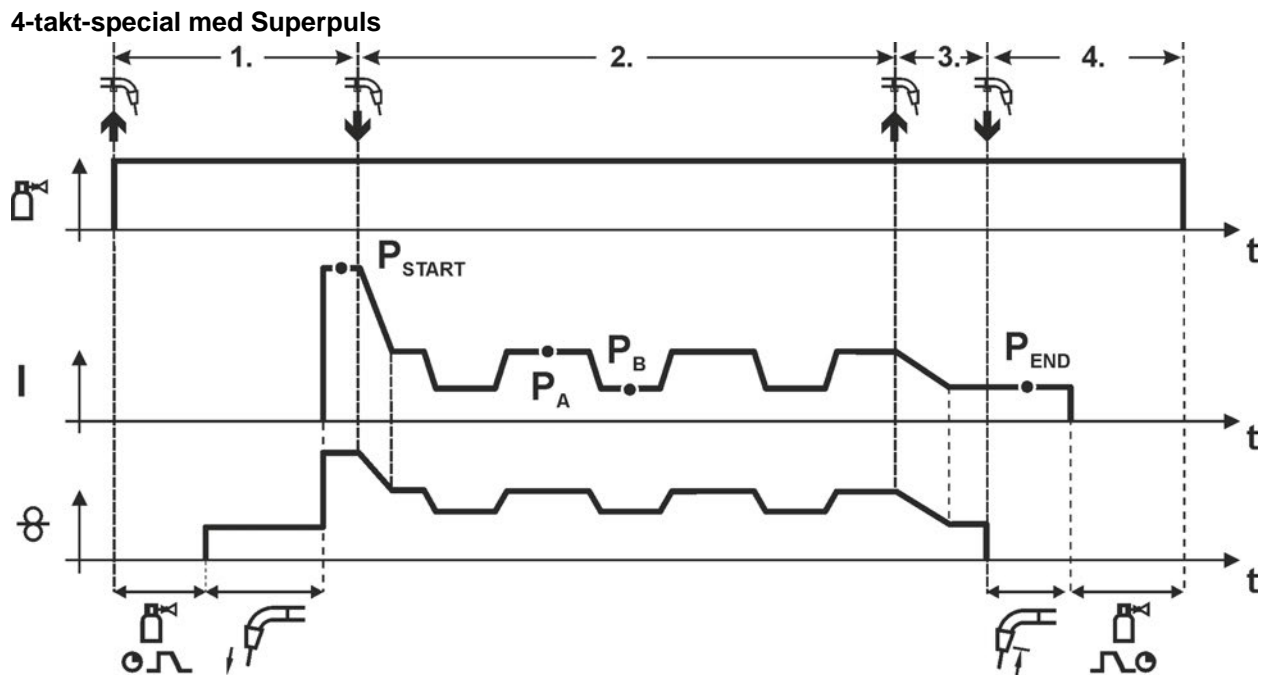 4-takt-special med Superpuls
1. 2. 3. 4.
t
P START
P B
P A
P END
I
t
t